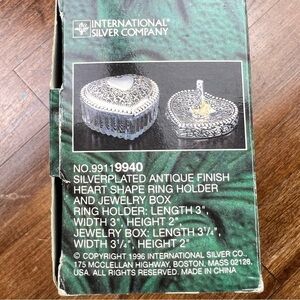 INTERNATIONAL®
SILVER COMPANY
NO.99119940
SILVERPLATED ANTIQUE FINISH
HEART SHAPE RING HOLDER
AND JEWELRY BOX
RING HOLDER: LENGTH 3",
WIDTH 3", HEIGHT 2"
JEWELRY BOX: LENGTH 3¼",
WIDTH 3¼", HEIGHT 2"
© COPYRIGHT 1996 INTERNATIONAL SILVER CO.,
175 MCCLELLAN HIGHWAY, BOSTON, MASS 02128,
USA. ALL RIGHTS RESERVED. MADE IN CHINA